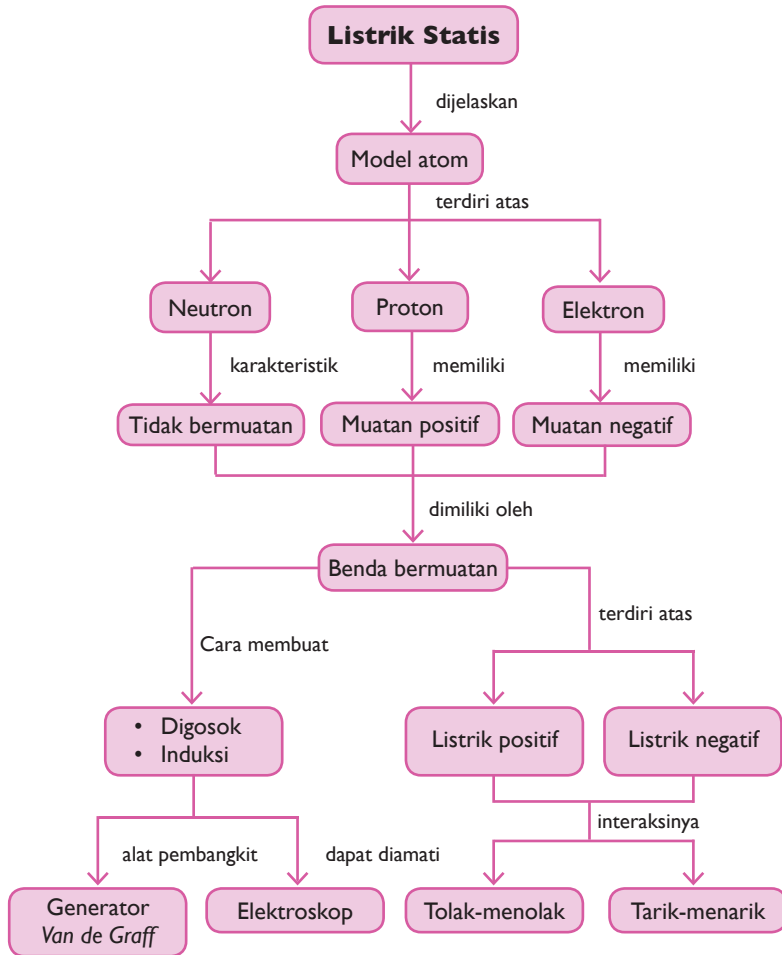 Listrik Statis
dijelaskan
Model atom
terdiri atas
Neutron
Proton
Elektron
karakteristik
memiliki
memiliki
Tidak bermuatan
Muatan positif
Muatan negatif
dimiliki oleh
Benda bermuatan
Cara membuat
terdiri atas
• Digosok
• Induksi
Listrik positif
Listrik negatif
alat pembangkit
dapat diamati
interaksinya
Generator
Van de Graff
Elektroskop
Tolak-menolak
Tarik-menarik